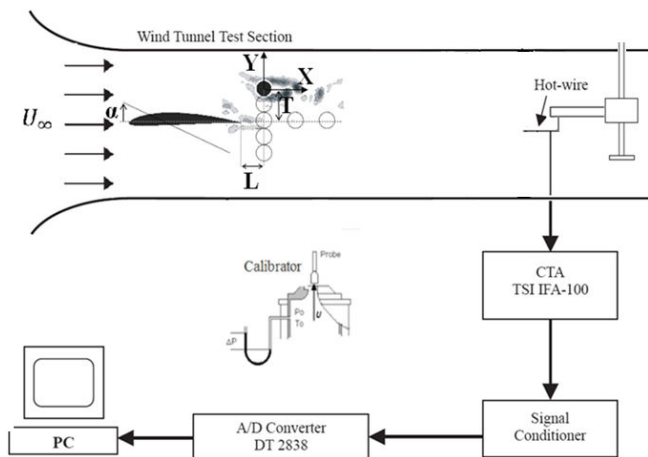 Wind Tunnel Test Section
Y
X
Hot-wire
α
T
U∞
L
CTA
TSI IFA-100
Calibrator
Probe
Po
To
u
ΔP
PC
A/D Converter
DT 2838
Signal
Conditioner